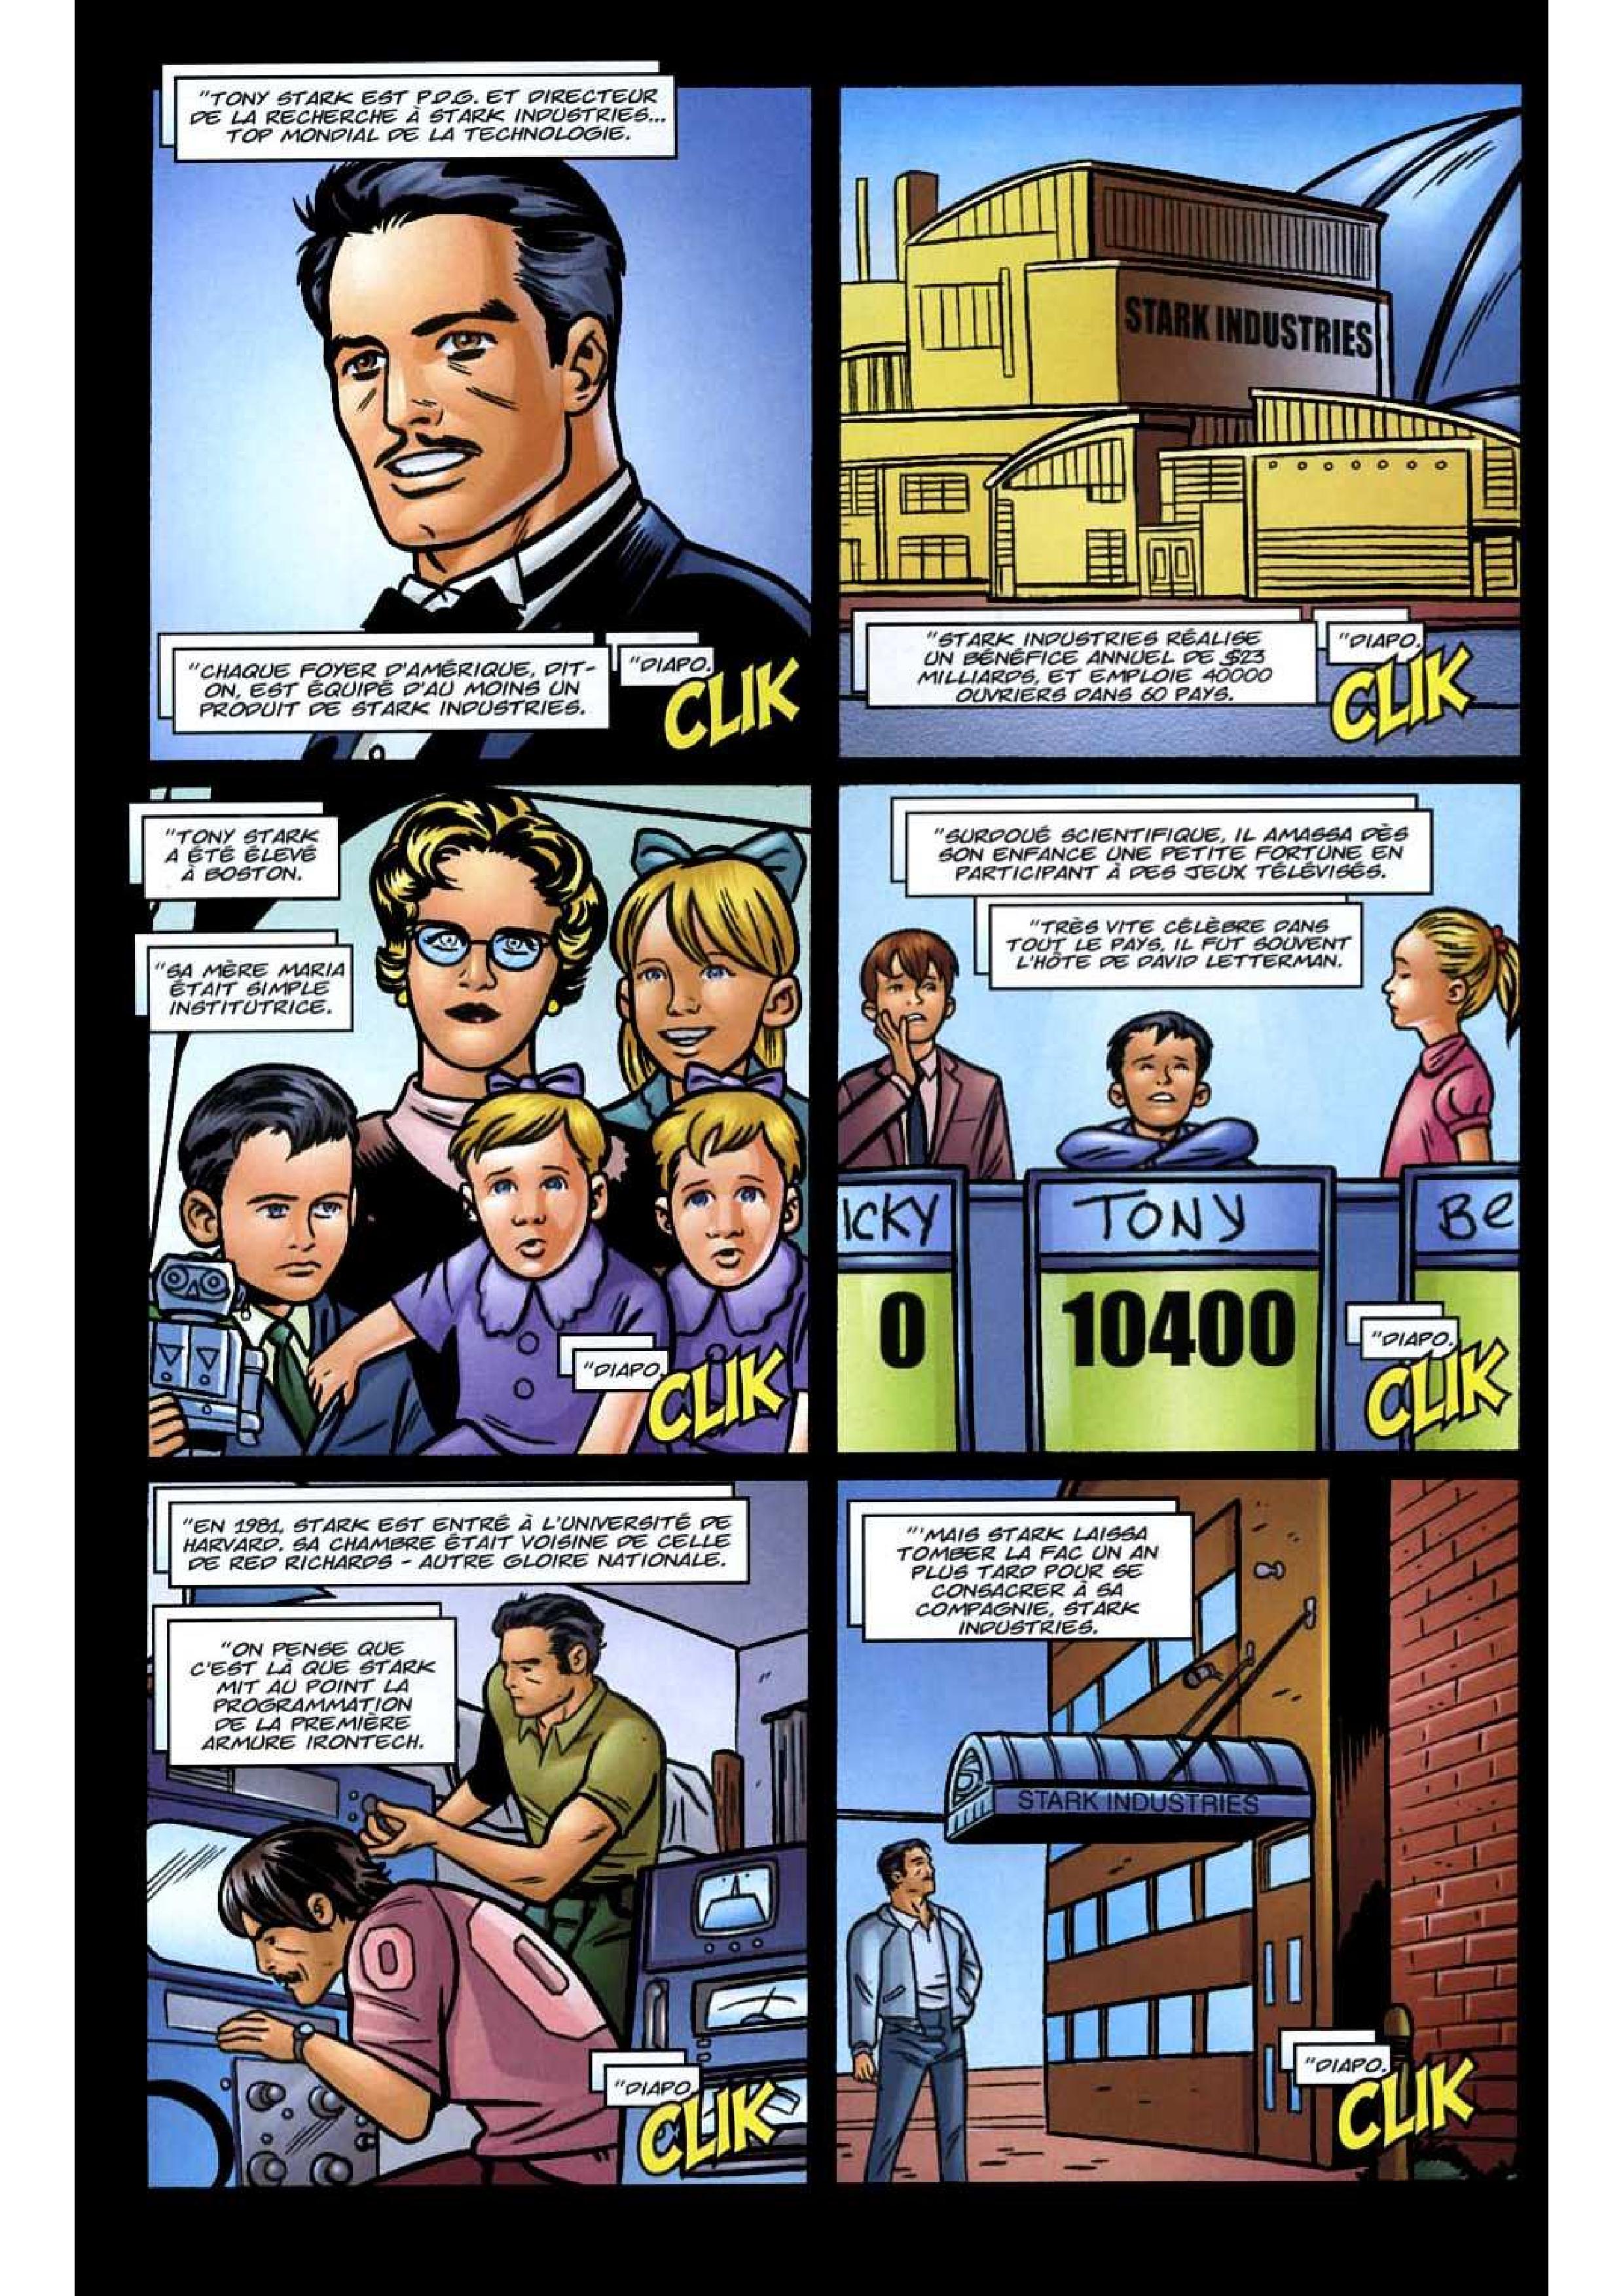 "TONY STARK EST P.D.G. ET DIRECTEUR
DE LA RECHERCHE À STARK INDUSTRIES...
TOP MONDIAL DE LA TECHNOLOGIE.
"CHAQUE FOYER D'AMÉRIQUE, DIT-
ON, EST ÉQUIPÉ D'AU MOINS UN
PRODUIT DE STARK INDUSTRIES.
"DIAPO.
CLIK
STARK INDUSTRIES
"STARK INDUSTRIES RÉALISE
UN BÉNÉFICE ANNUEL DE $23
MILLIARDS, ET EMPLOIE 40000
OUVRIERS DANS 60 PAYS.
"DIAPO.
CLIK
"TONY STARK
A ÉTÉ ÉLEVÉ
À BOSTON.
"SA MÈRE MARIA
ÉTAIT SIMPLE
INSTITUTRICE.
"DIAPO.
CLIK
"SURDOUÉ SCIENTIFIQUE, IL AMASSA DÈS
SON ENFANCE UNE PETITE FORTUNE EN
PARTICIPANT À DES JEUX TÉLÉVISÉS.
"TRÈS VITE CÉLÈBRE DANS
TOUT LE PAYS, IL FUT SOUVENT
L'HÔTE DE DAVID LETTERMAN.
ICKY
TONY
Be
0
10400
"DIAPO.
CLIK
"EN 1981, STARK EST ENTRÉ À L'UNIVERSITÉ DE
HARVARD. SA CHAMBRE ÉTAIT VOISINE DE CELLE
DE RED RICHARDS - AUTRE GLOIRE NATIONALE.
"ON PENSE QUE
C'EST LÀ QUE STARK
MIT AU POINT LA
PROGRAMMATION
DE LA PREMIÈRE
ARMURE IRONTECH.
"DIAPO.
CLIK
"'MAIS STARK LAISSA
TOMBER LA FAC UN AN
PLUS TARD POUR SE
CONSACRER À SA
COMPAGNIE, STARK
INDUSTRIES.
STARK INDUSTRIES
"DIAPO.
CLIK